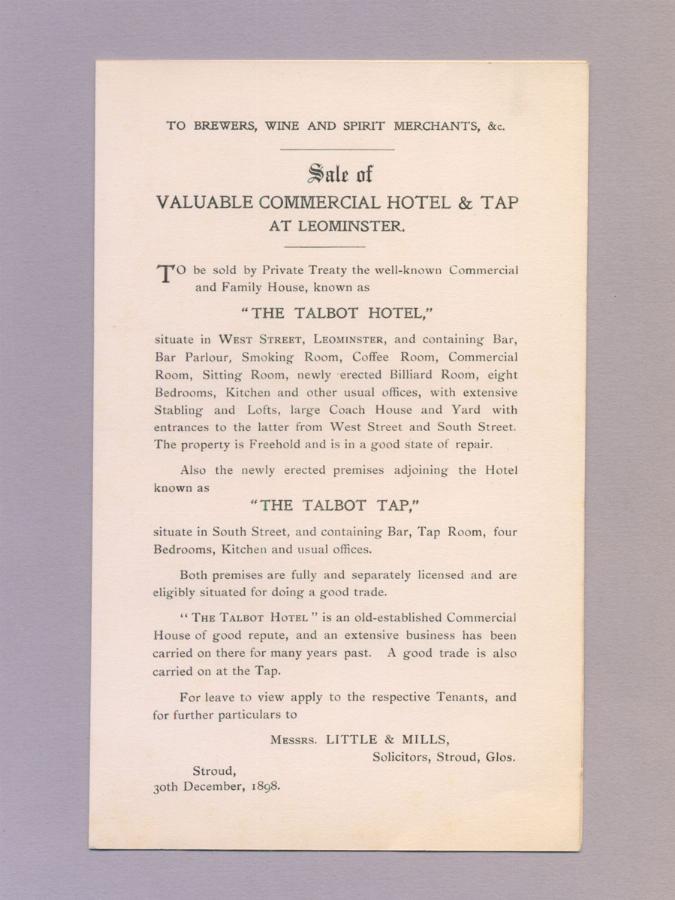 TO BREWERS, WINE AND SPIRIT MERCHANTS, &c.
Sale of
VALUABLE COMMERCIAL HOTEL & TAP
AT LEOMINSTER.
TO be sold by Private Treaty the well-known Commercial
and Family House, known as
"THE TALBOT HOTEL,"
situate in WEST STREET, LEOMINSTER, and containing Bar,
Bar Parlour, Smoking Room, Coffee Room, Commercial
Room, Sitting Room, newly erected Billiard Room, eight
Bedrooms, Kitchen and other usual offices, with extensive
Stabling and Lofts, large Coach House and Yard with
entrances to the latter from West Street and South Street.
The property is Freehold and is in a good state of repair.
Also the newly erected premises adjoining the Hotel
known as
"THE TALBOT TAP,"
situate in South Street, and containing Bar, Tap Room, four
Bedrooms, Kitchen and usual offices.
Both premises are fully and separately licensed and are
eligibly situated for doing a good trade.
"THE TALBOT HOTEL" is an old-established Commercial
House of good repute, and an extensive business has been
carried on there for many years past. A good trade is also
carried on at the Tap.
For leave to view apply to the respective Tenants, and
for further particulars to
MESSRS. LITTLE & MILLS,
Solicitors, Stroud, Glos.
Stroud,
30th December, 1898.